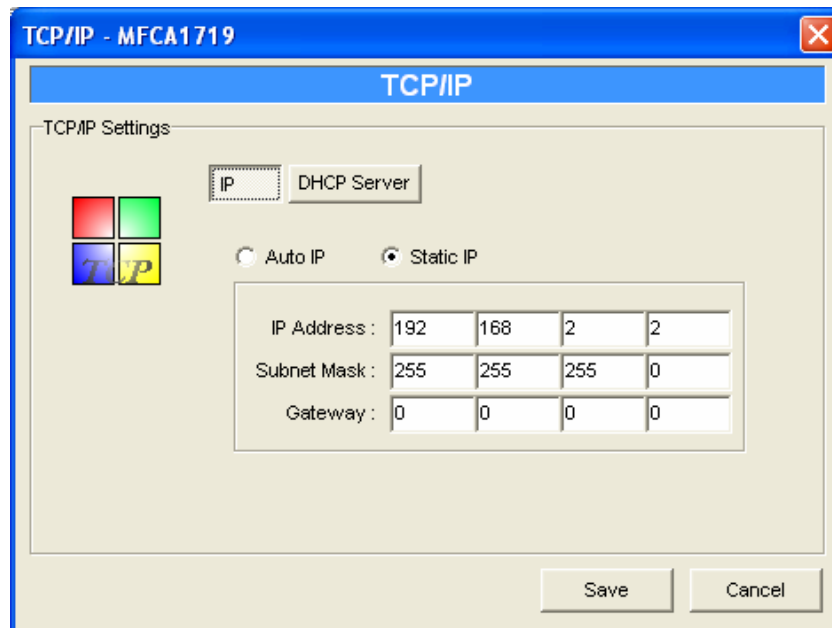 TCP/IP - MFCA1719
TCP/IP
TCP/IP Settings
IP DHCP Server
TCP
Auto IP Static IP
IP Address : 192 168 2 2
Subnet Mask : 255 255 255 0
Gateway : 0 0 0 0
Save Cancel